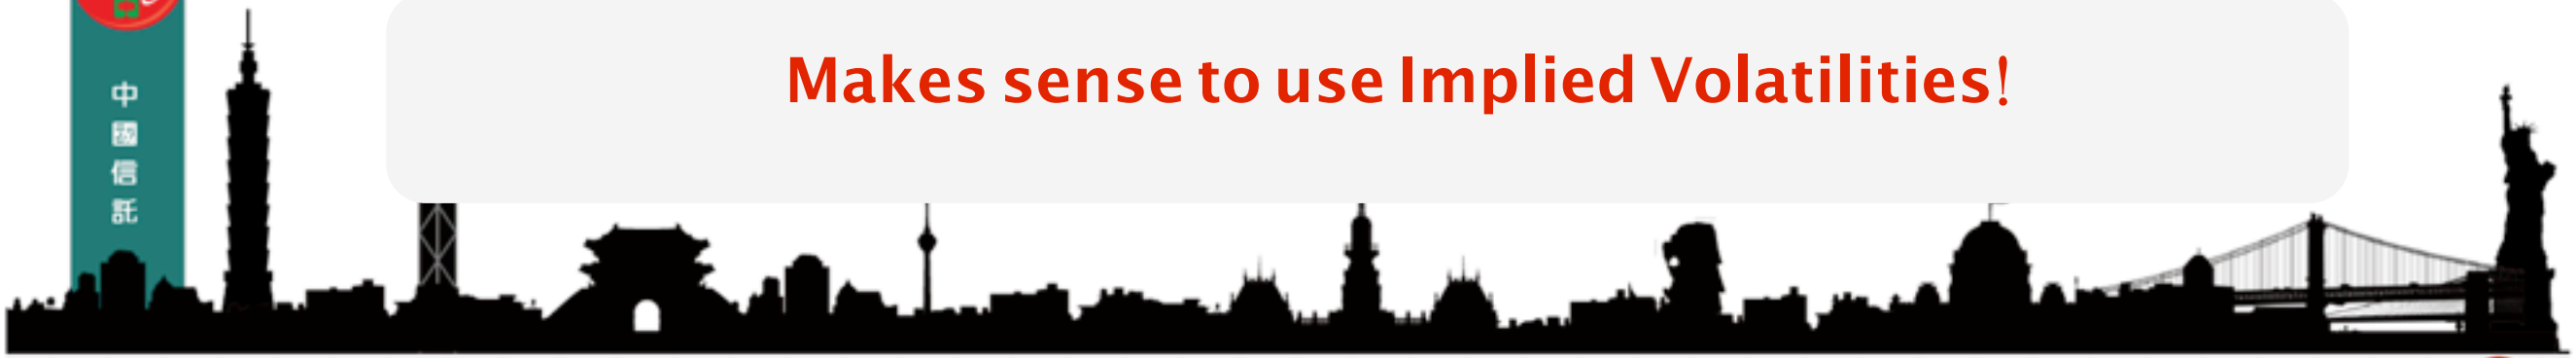 中國信託
Makes sense to use Implied Volatilities!